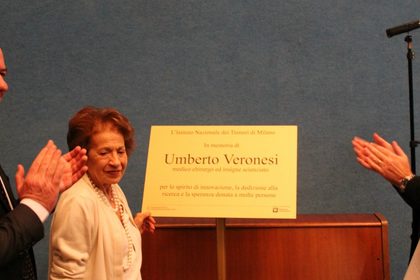 L'Istituto Nazionale dei Tumori di Milano
In memoria di
Umberto Veronesi
medico chirurgo ed insigne scienziato
per lo spirito di innovazione, la dedizione alla
ricerca e la speranza donata a molte persone